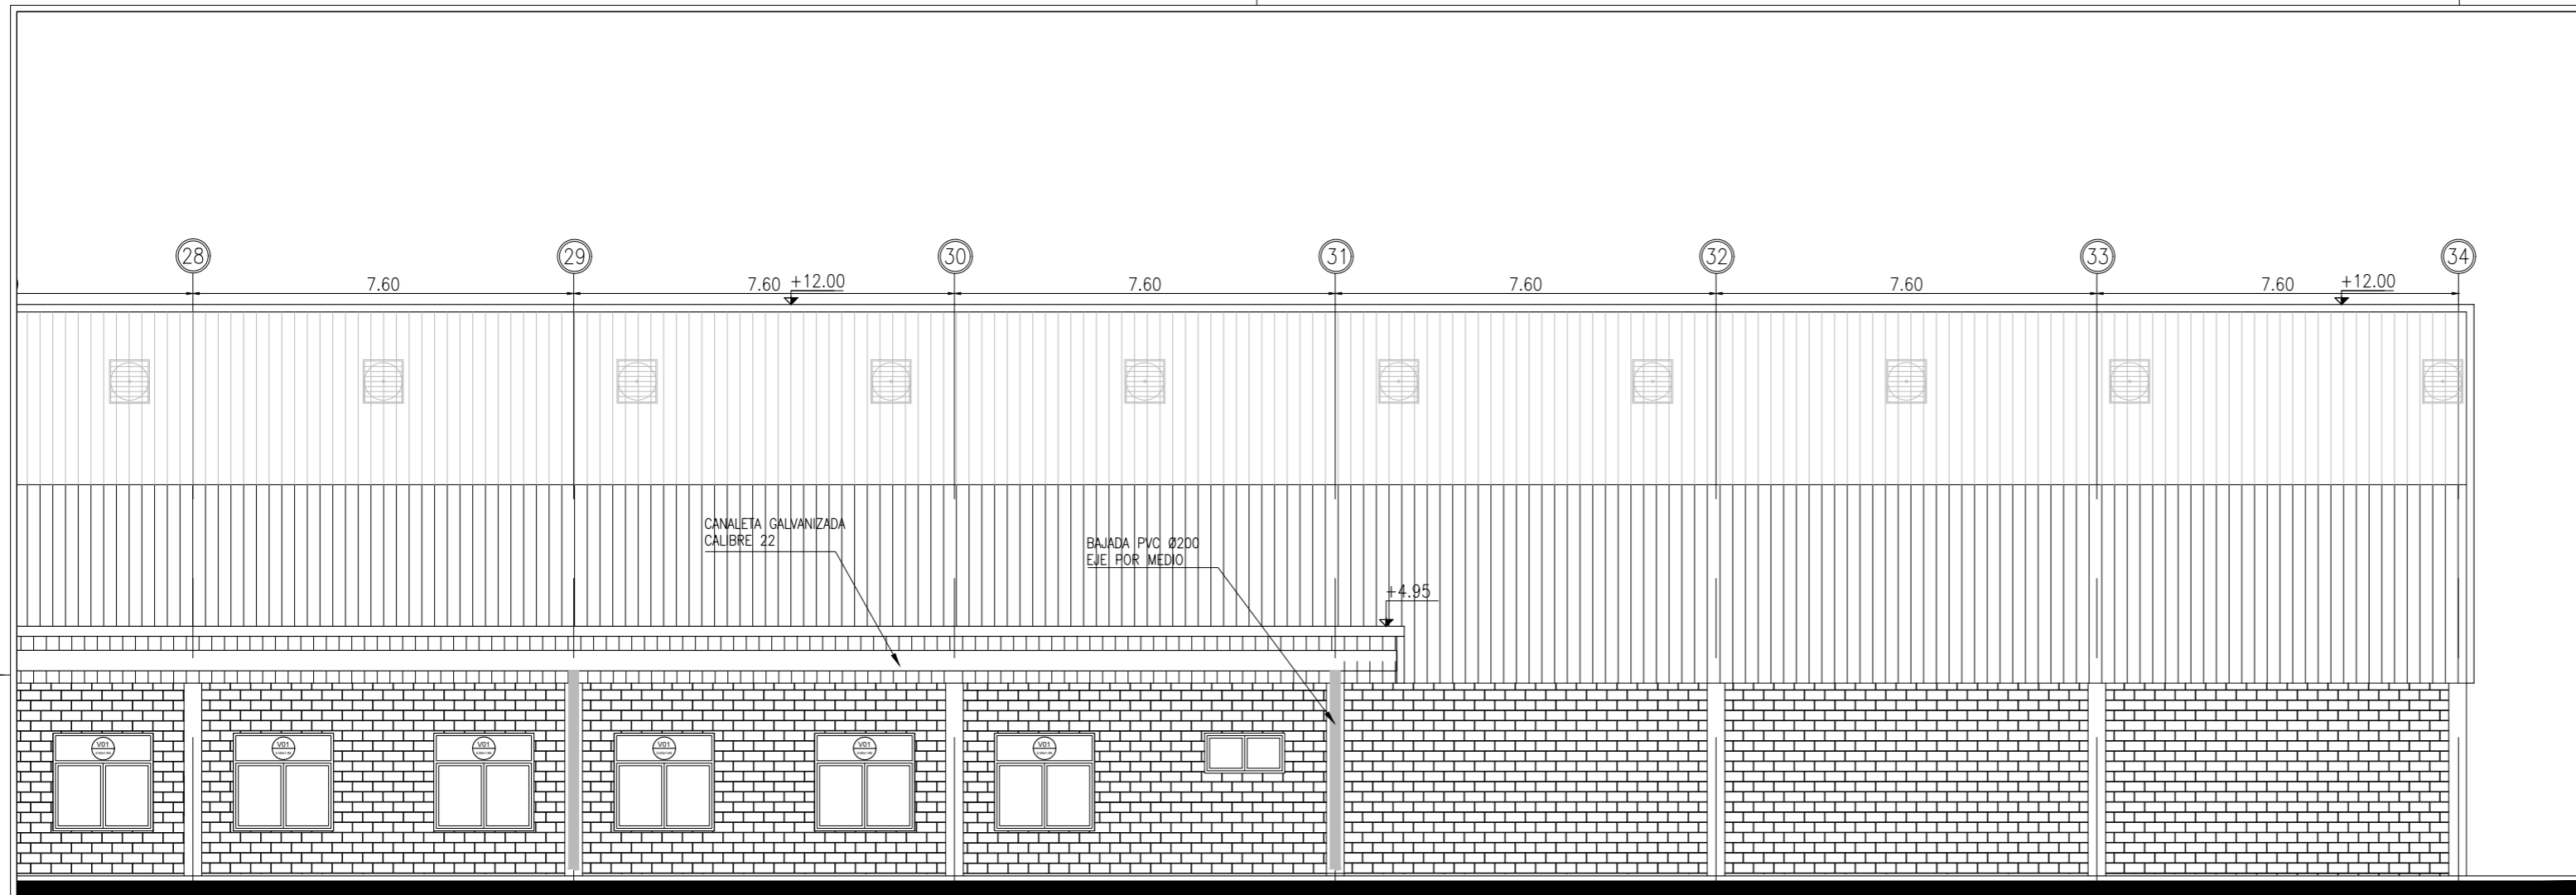 28
29
30
31
32
33
34
7.60
7.60
+12.00
7.60
7.60
7.60
7.60
+12.00
CANALETA GALVANIZADA
CALIBRE 22
BAJADA PVC Ø200
EJE POR MEDIO
+4.95
V01
V01
V01
V01
V01
V01